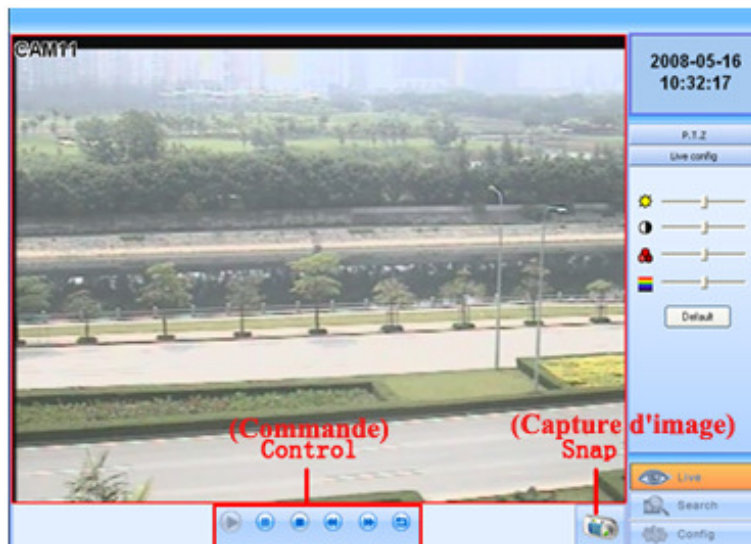 CAM11
2008-05-16
10:32:17
P.T.Z
Live config
Default
(Commande)
Control
(Capture d'image)
Snap
Live
Search
Config